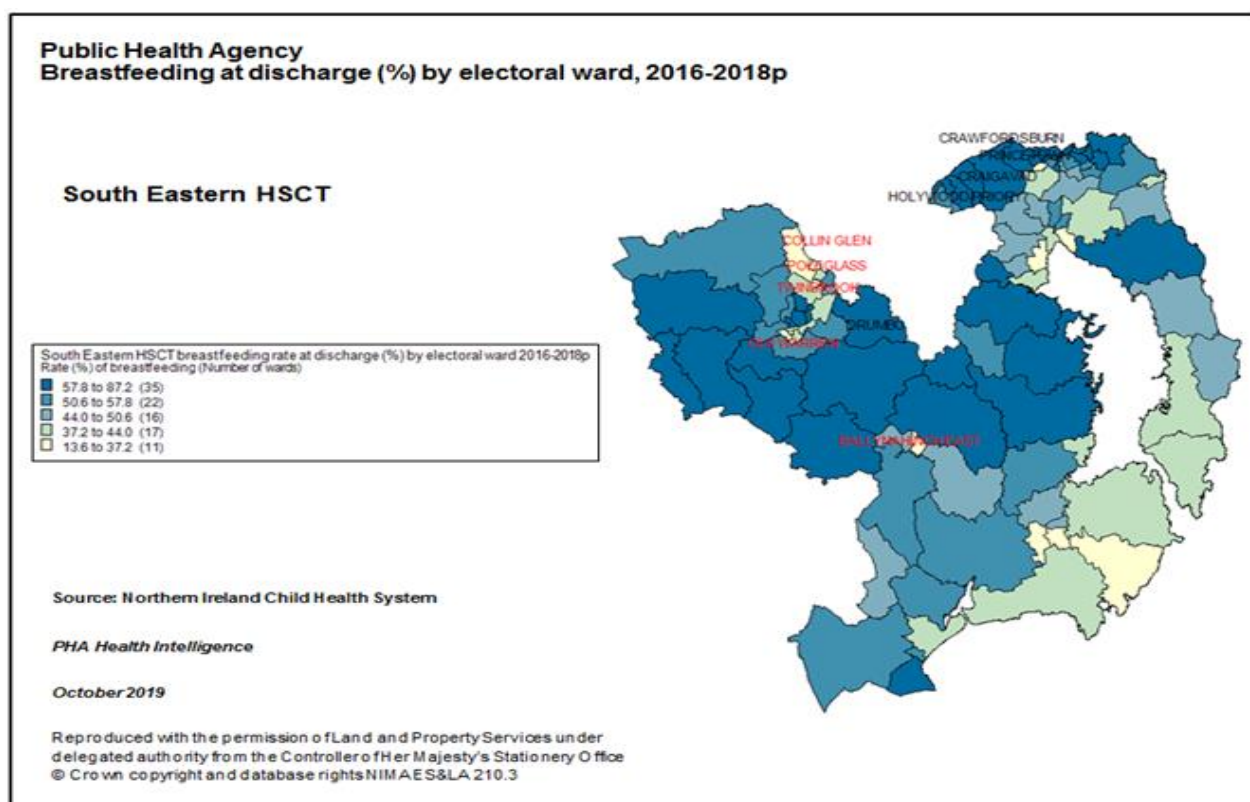 Public Health Agency
Breastfeeding at discharge (%) by electoral ward, 2016-2018p
South Eastern HSCT
CRAWFORDSBURN
CRAIGAVAD
HOLYWOOD PRIORY
COLLIN GLEN
POLEGLASS
TWINBROOK
DRUMBO
South Eastern HSCT breastfeeding rate at discharge (%) by electoral ward 2016-2018p
Rate (%) of breastfeeding (Number of wards)
57.8 to 87.2 (35)
50.6 to 57.8 (22)
44.0 to 50.6 (16)
37.2 to 44.0 (17)
13.6 to 37.2 (11)
Source: Northern Ireland Child Health System
PHA Health Intelligence
October 2019
Reproduced with the permission of Land and Property Services under
delegated authority from the Controller of Her Majesty's Stationery Office
© Crown copyright and database rights NIMA ES&LA 210.3